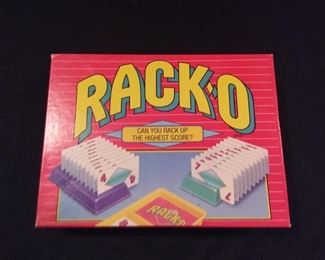 RACK-O
CAN YOU RACK UP
THE HIGHEST SCORE?
RACK-O